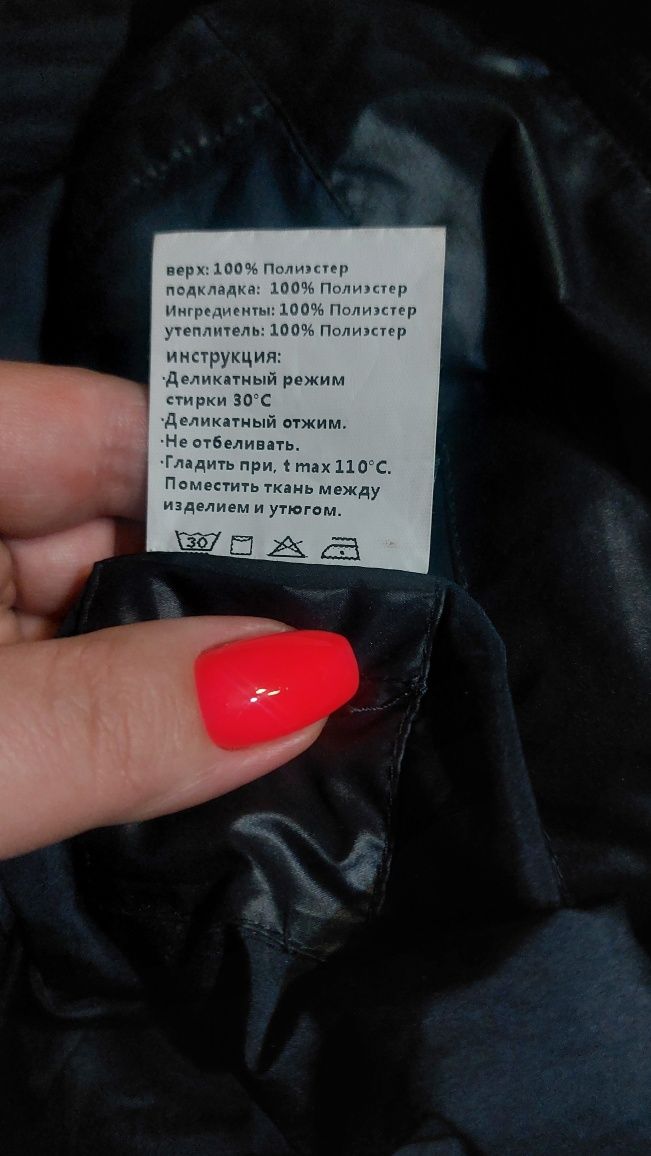 верх: 100% Полиэстер
подкладка: 100% Полиэстер
Ингредиенты: 100% Полиэстер
утеплитель: 100% Полиэстер
инструкция:
·Деликатный режим
стирки 30°С
·Деликатный отжим.
·Не отбеливать.
·Гладить при, t max 110°С.
Поместить ткань между
изделием и утюгом.
30